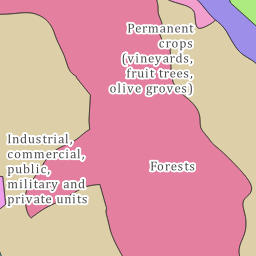 Permanent
crops
(vineyards,
fruit trees,
olive groves)
Industrial,
commercial,
public,
military and
private units
Forests